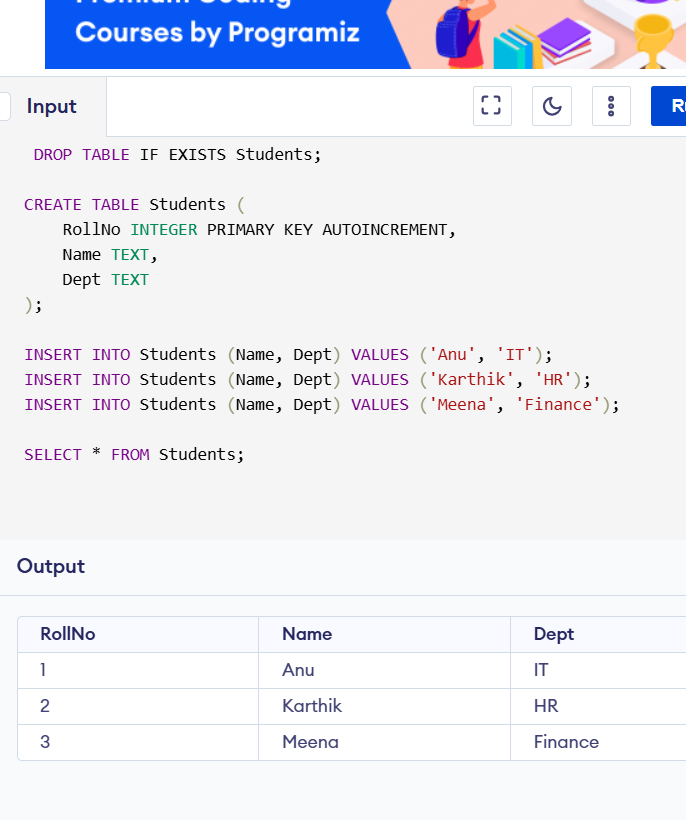 Courses by Programiz
Input
DROP TABLE IF EXISTS Students;
CREATE TABLE Students (
RollNo INTEGER PRIMARY KEY AUTOINCREMENT,
Name TEXT,
Dept TEXT
);
INSERT INTO Students (Name, Dept) VALUES ('Anu', 'IT');
INSERT INTO Students (Name, Dept) VALUES ('Karthik', 'HR');
INSERT INTO Students (Name, Dept) VALUES ('Meena', 'Finance');
SELECT * FROM Students;
Output
RollNo Name Dept
1 Anu IT
2 Karthik HR
3 Meena Finance